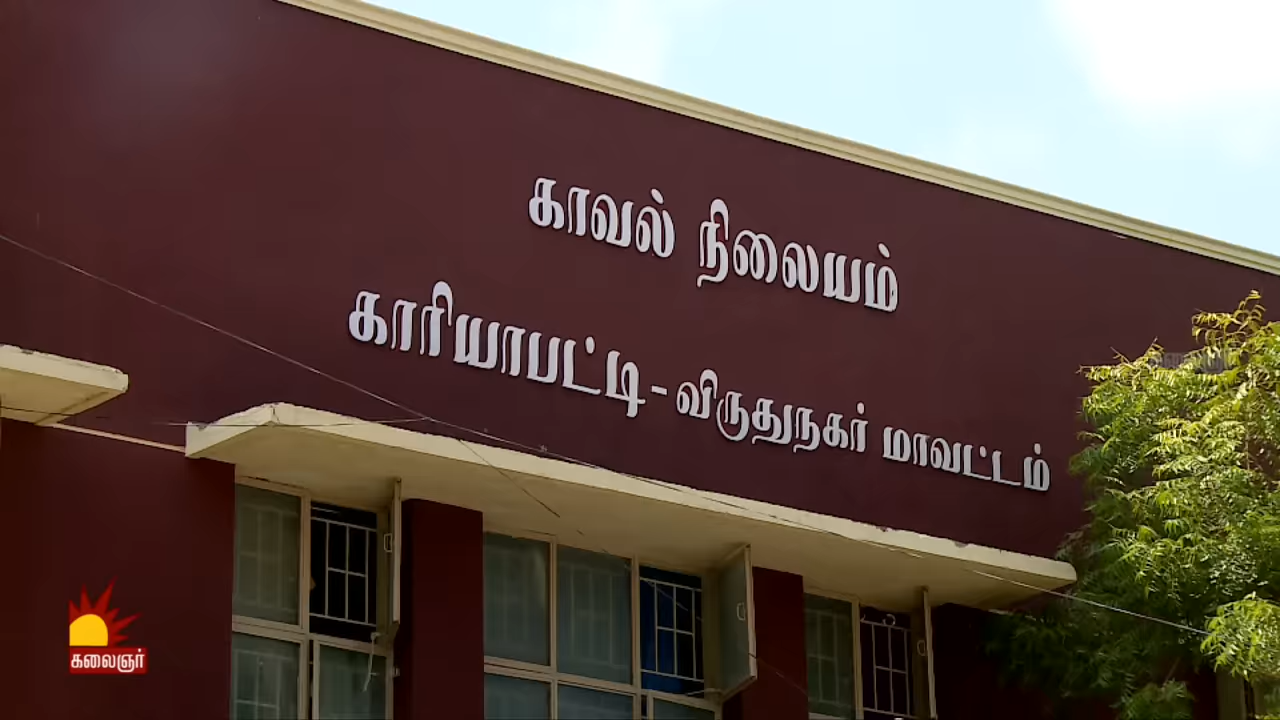 காவல் நிலையம்
காரியாபட்டி - விருதுநகர் மாவட்டம்
கலைஞர்